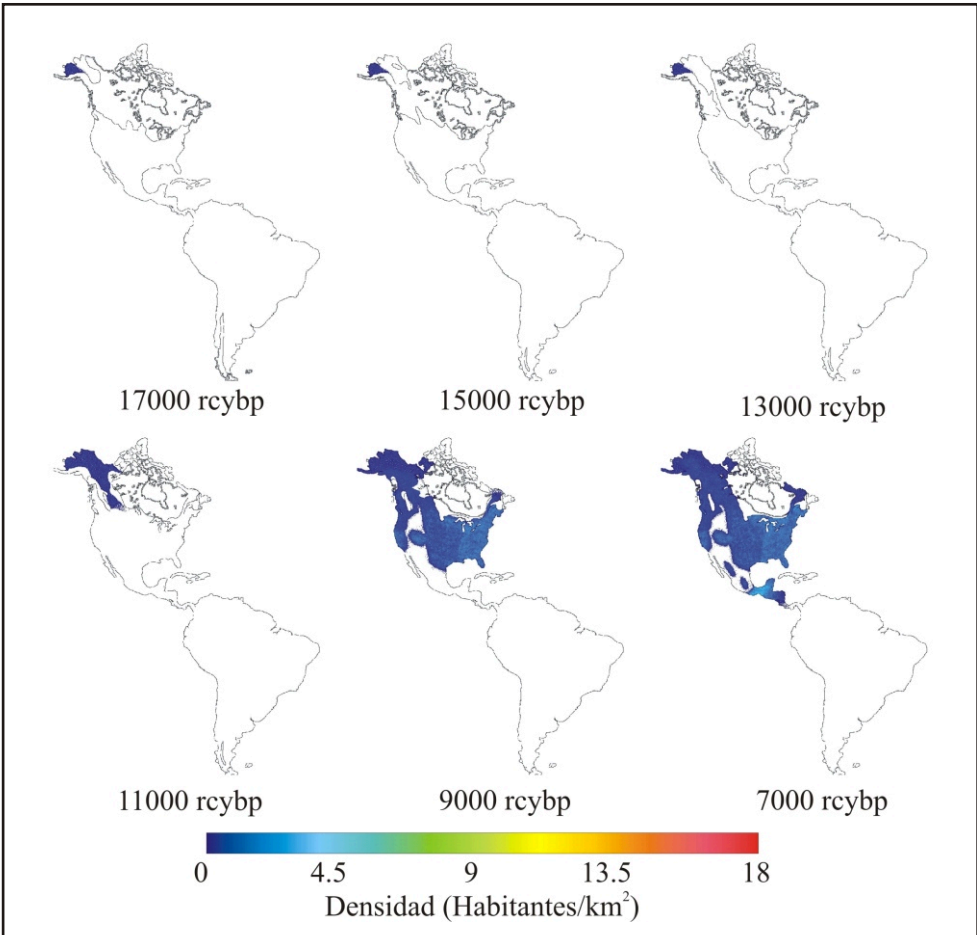 17000 rcybp
15000 rcybp
13000 rcybp
11000 rcybp
9000 rcybp
7000 rcybp
0 4.5 9 13.5 18
Densidad (Habitantes/km²)